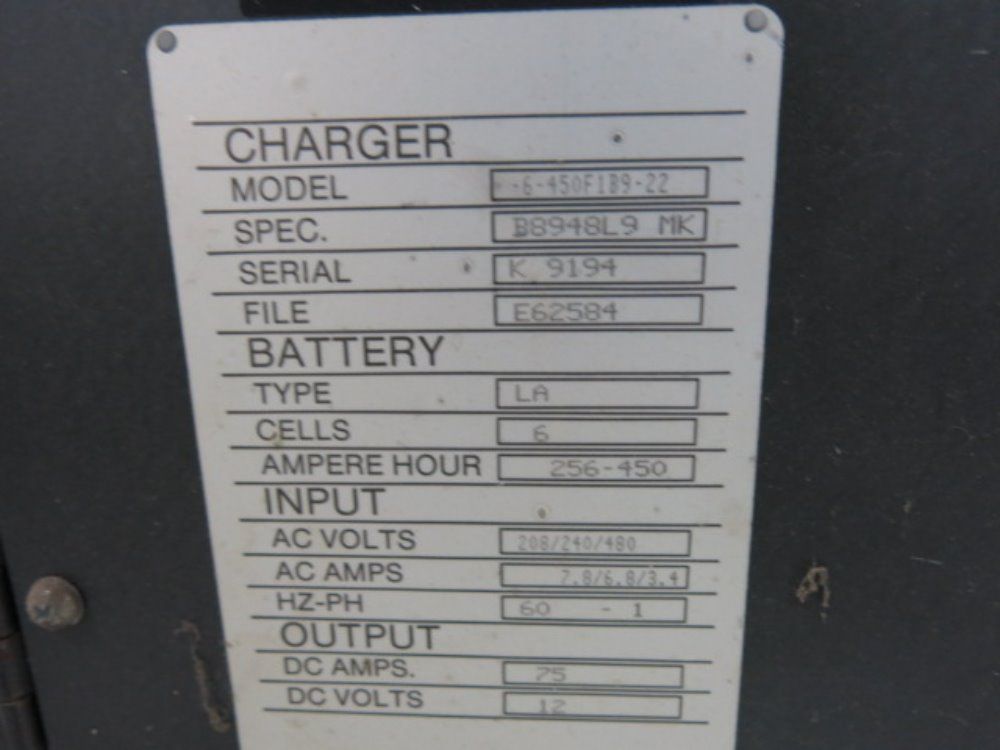 CHARGER
MODEL -6-450F1B9-22
SPEC. B8948L9 MK
SERIAL K 9194
FILE E62584
BATTERY
TYPE LA
CELLS 6
AMPERE HOUR 256-450
INPUT
AC VOLTS 208/240/480
AC AMPS 7.8/6.8/3.4
HZ-PH 60 - 1
OUTPUT
DC AMPS. 75
DC VOLTS 12